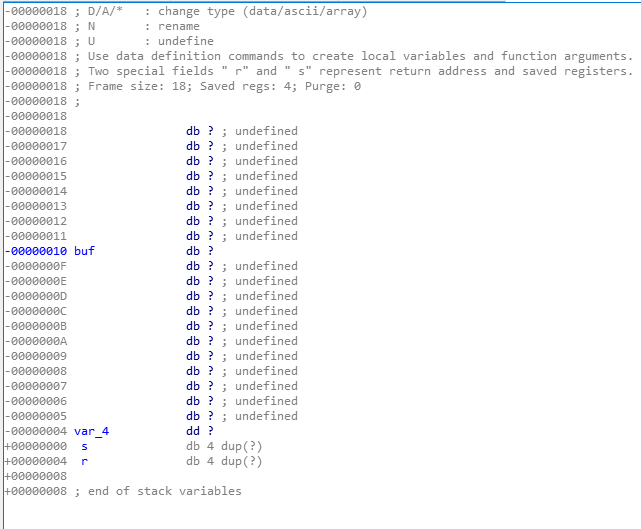 -00000018 ; D/A/*   : change type (data/ascii/array)
-00000018 ; N       : rename
-00000018 ; U       : undefine
-00000018 ; Use data definition commands to create local variables and function arguments.
-00000018 ; Two special fields " r" and " s" represent return address and saved registers.
-00000018 ; Frame size: 18; Saved regs: 4; Purge: 0
-00000018 ;
-00000018
-00000018                 db ? ; undefined
-00000017                 db ? ; undefined
-00000016                 db ? ; undefined
-00000015                 db ? ; undefined
-00000014                 db ? ; undefined
-00000013                 db ? ; undefined
-00000012                 db ? ; undefined
-00000011                 db ? ; undefined
-00000010 buf             db ?
-0000000F                 db ? ; undefined
-0000000E                 db ? ; undefined
-0000000D                 db ? ; undefined
-0000000C                 db ? ; undefined
-0000000B                 db ? ; undefined
-0000000A                 db ? ; undefined
-00000009                 db ? ; undefined
-00000008                 db ? ; undefined
-00000007                 db ? ; undefined
-00000006                 db ? ; undefined
-00000005                 db ? ; undefined
-00000004 var_4           dd ?
+00000000  s              db 4 dup(?)
+00000004  r              db 4 dup(?)
+00000008
+00000008 ; end of stack variables